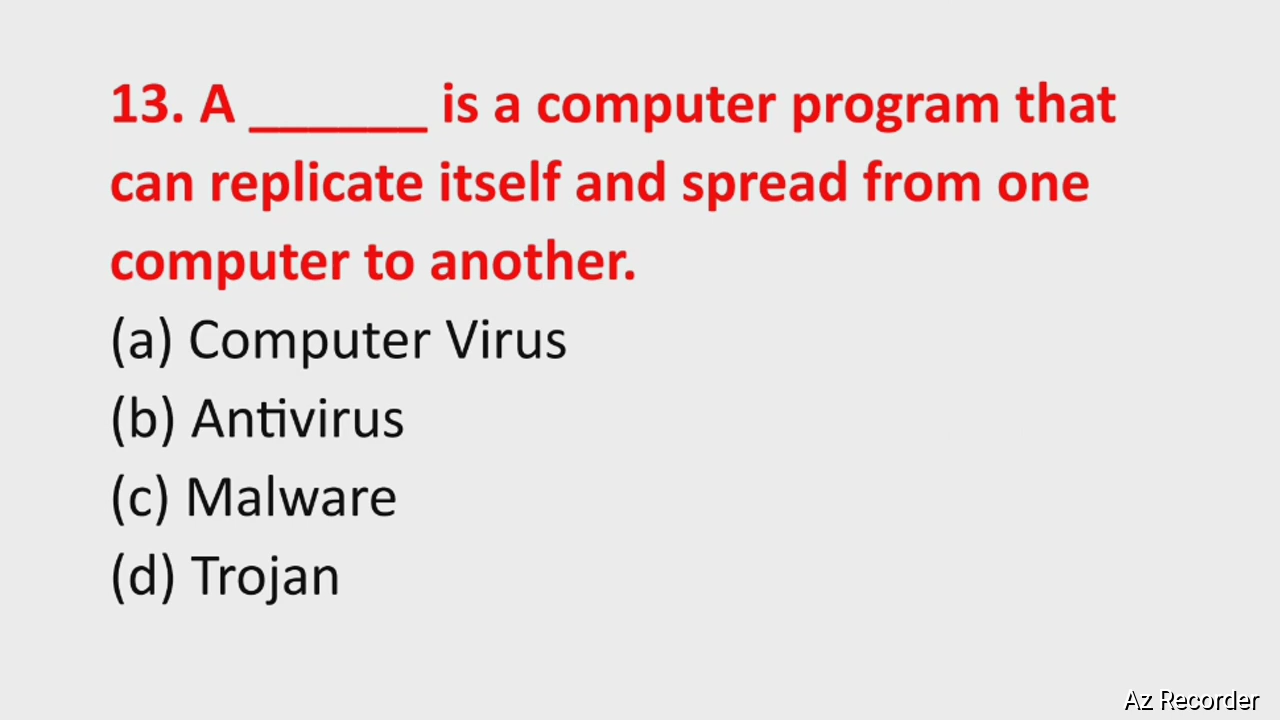 13. A ______ is a computer program that
can replicate itself and spread from one
computer to another.
(a) Computer Virus
(b) Antivirus
(c) Malware
(d) Trojan
Az Recorder